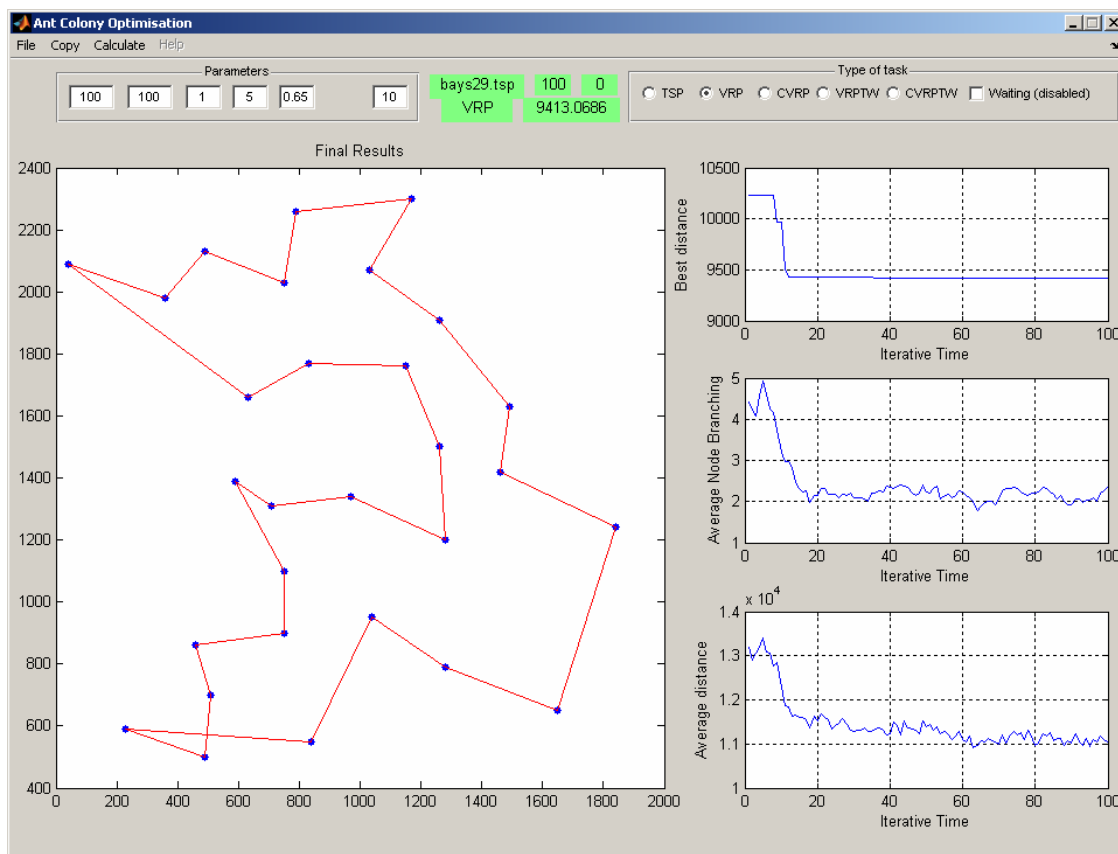 Ant Colony Optimisation
File Copy Calculate Help
Parameters
100 100 1 5 0.65 10
bays29.tsp 100 0
VRP 9413.0686
Type of task
TSP VRP CVRP VRPTW CVRPTW Waiting (disabled)
Final Results
2400
2200
2000
1800
1600
1400
1200
1000
800
600
400
0 200 400 600 800 1000 1200 1400 1600 1800 2000
Best distance
10500
10000
9500
9000
0 20 40 60 80 100
Iterative Time
Average Node Branching
5
4
3
2
1
0 20 40 60 80 100
Iterative Time
x 10^4
Average distance
1.4
1.3
1.2
1.1
1
0 20 40 60 80 100
Iterative Time